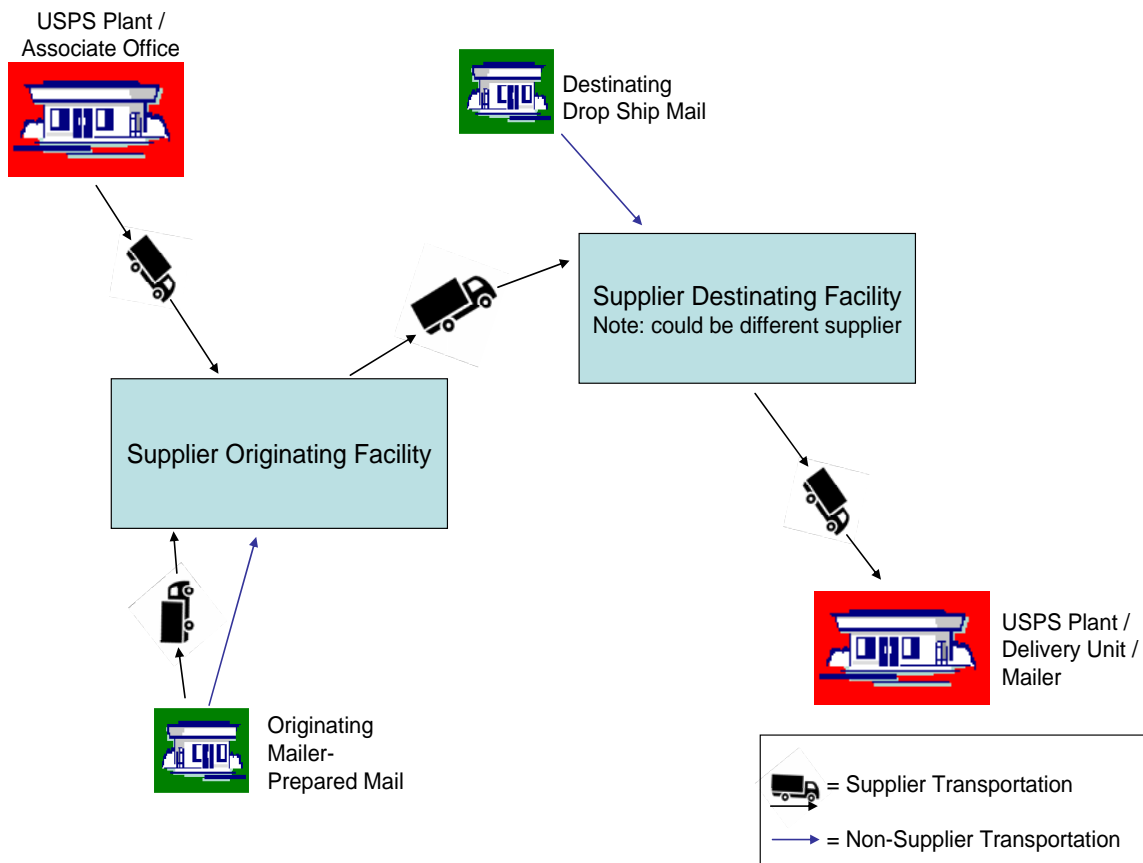 USPS Plant /
Associate Office
Destinating
Drop Ship Mail
Supplier Destinating Facility
Note: could be different supplier
Supplier Originating Facility
USPS Plant /
Delivery Unit /
Mailer
Originating
Mailer-
Prepared Mail
= Supplier Transportation
= Non-Supplier Transportation